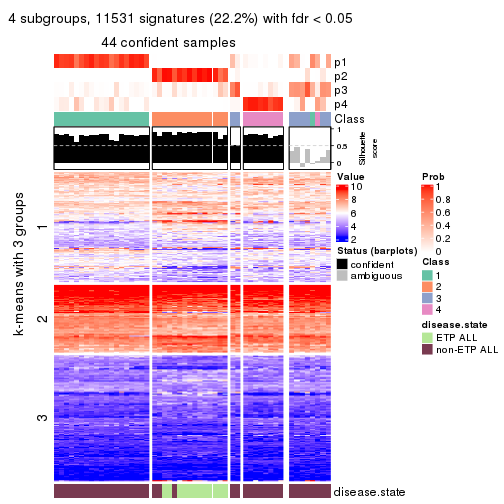 4 subgroups, 11531 signatures (22.2%) with fdr < 0.05
44 confident samples
p1
p2
p3
p4
Class
1
0.5
0
Silhouette
score
k-means with 3 groups
1
2
3
Value
10
8
6
4
2
Status (barplots)
confident
ambiguous
Prob
1
0.8
0.6
0.4
0.2
0
Class
1
2
3
4
disease.state
ETP ALL
non-ETP ALL
disease.state